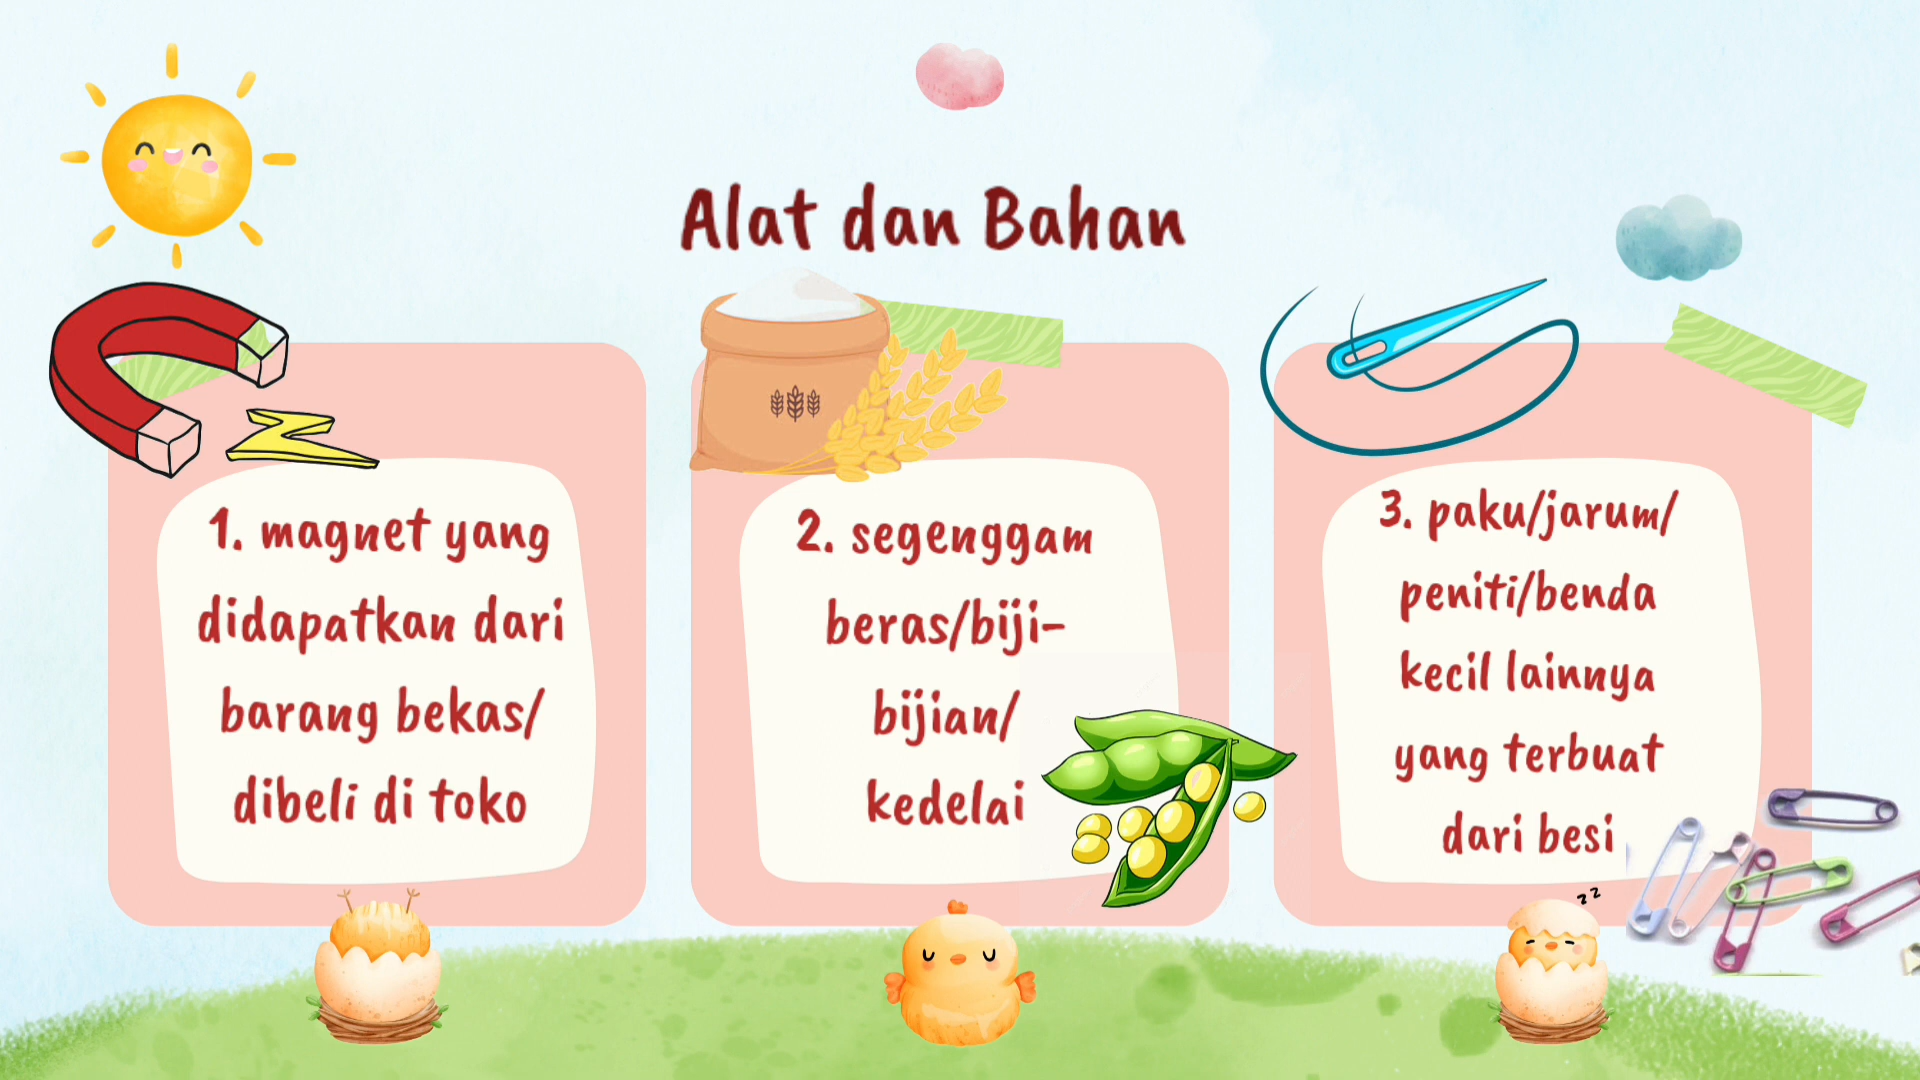 Alat dan Bahan
1. magnet yang
didapatkan dari
barang bekas/
dibeli di toko
2. segenggam
beras/biji-
bijian/
kedelai
3. paku/jarum/
peniti/benda
kecil lainnya
yang terbuat
dari besi
zz